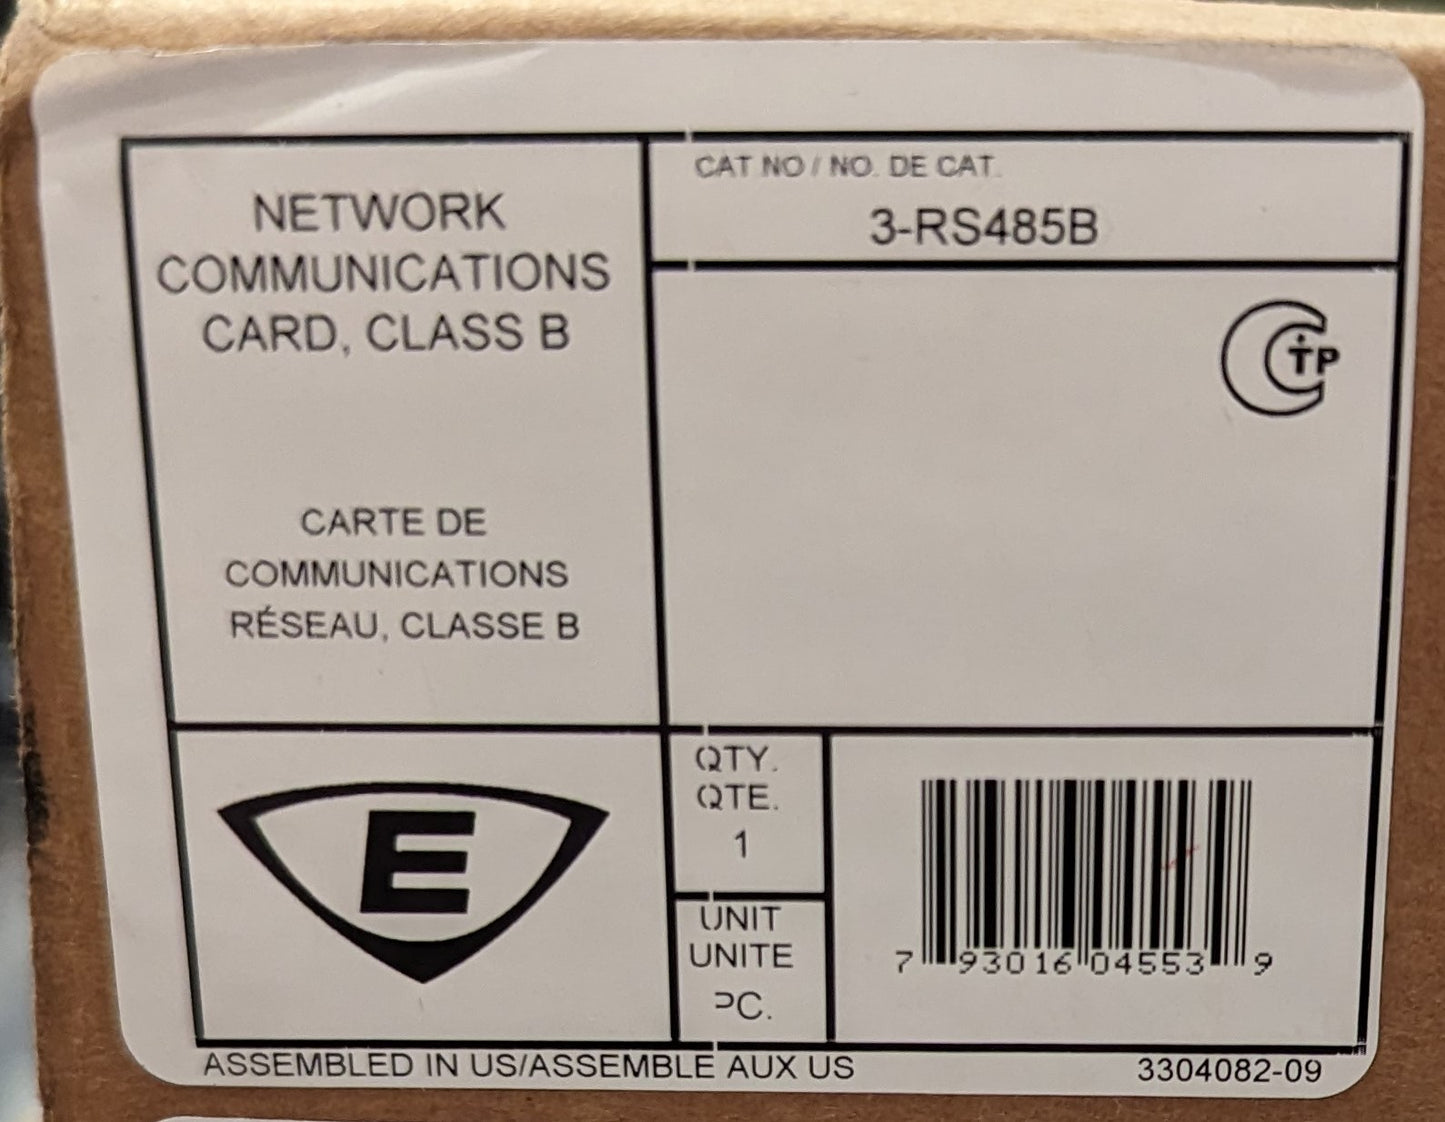 NETWORK
COMMUNICATIONS
CARD, CLASS B
CARTE DE
COMMUNICATIONS
RÉSEAU, CLASSE B
CAT NO / NO. DE CAT.
3-RS485B
TP
E
QTY.
QTE.
1
UNIT
UNITE
PC.
7 93016 04553 9
ASSEMBLED IN US/ASSEMBLE AUX US
3304082-09